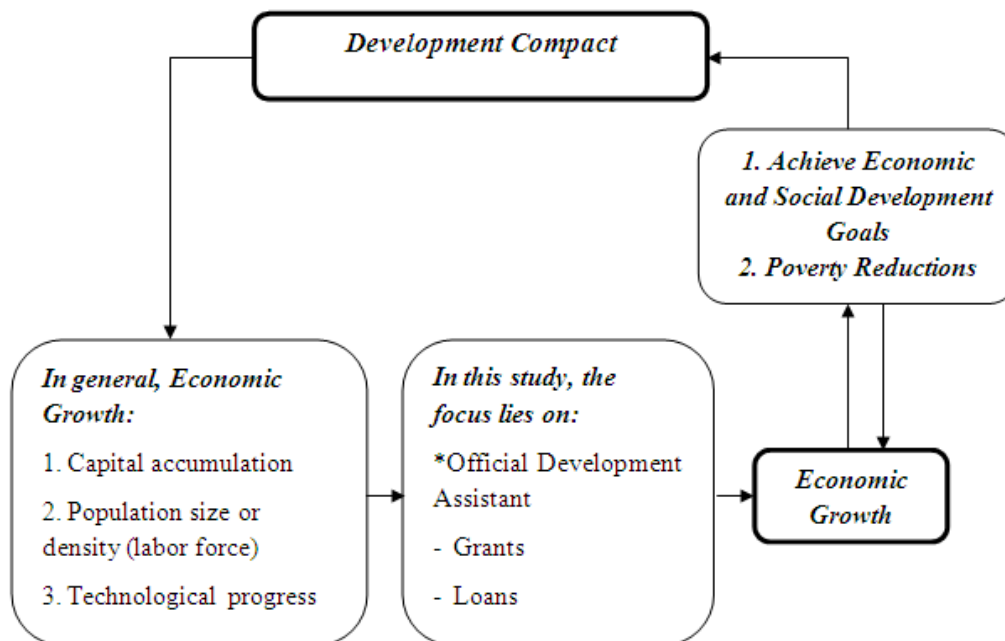 Development Compact
1. Achieve Economic
and Social Development
Goals
2. Poverty Reductions
In general, Economic
Growth:
1. Capital accumulation
2. Population size or
density (labor force)
3. Technological progress
In this study, the
focus lies on:
*Official Development
Assistant
- Grants
- Loans
Economic
Growth